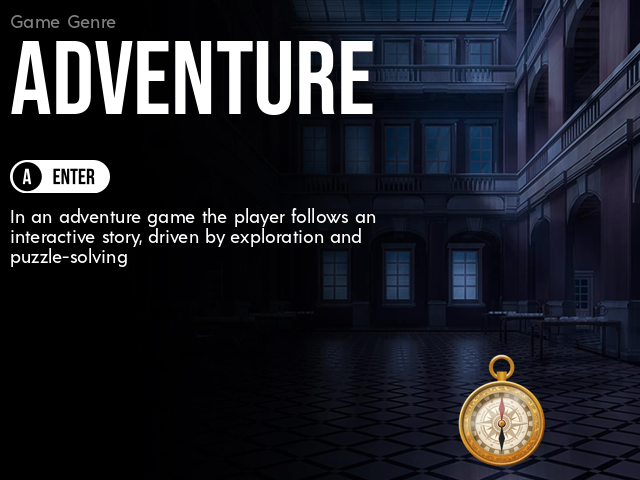 Game Genre
ADVENTURE
A ENTER
In an adventure game the player follows an
interactive story, driven by exploration and
puzzle-solving